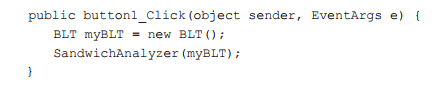 public button1_Click(object sender, EventArgs e) {
BLT myBLT = new BLT();
SandwichAnalyzer(myBLT);
}